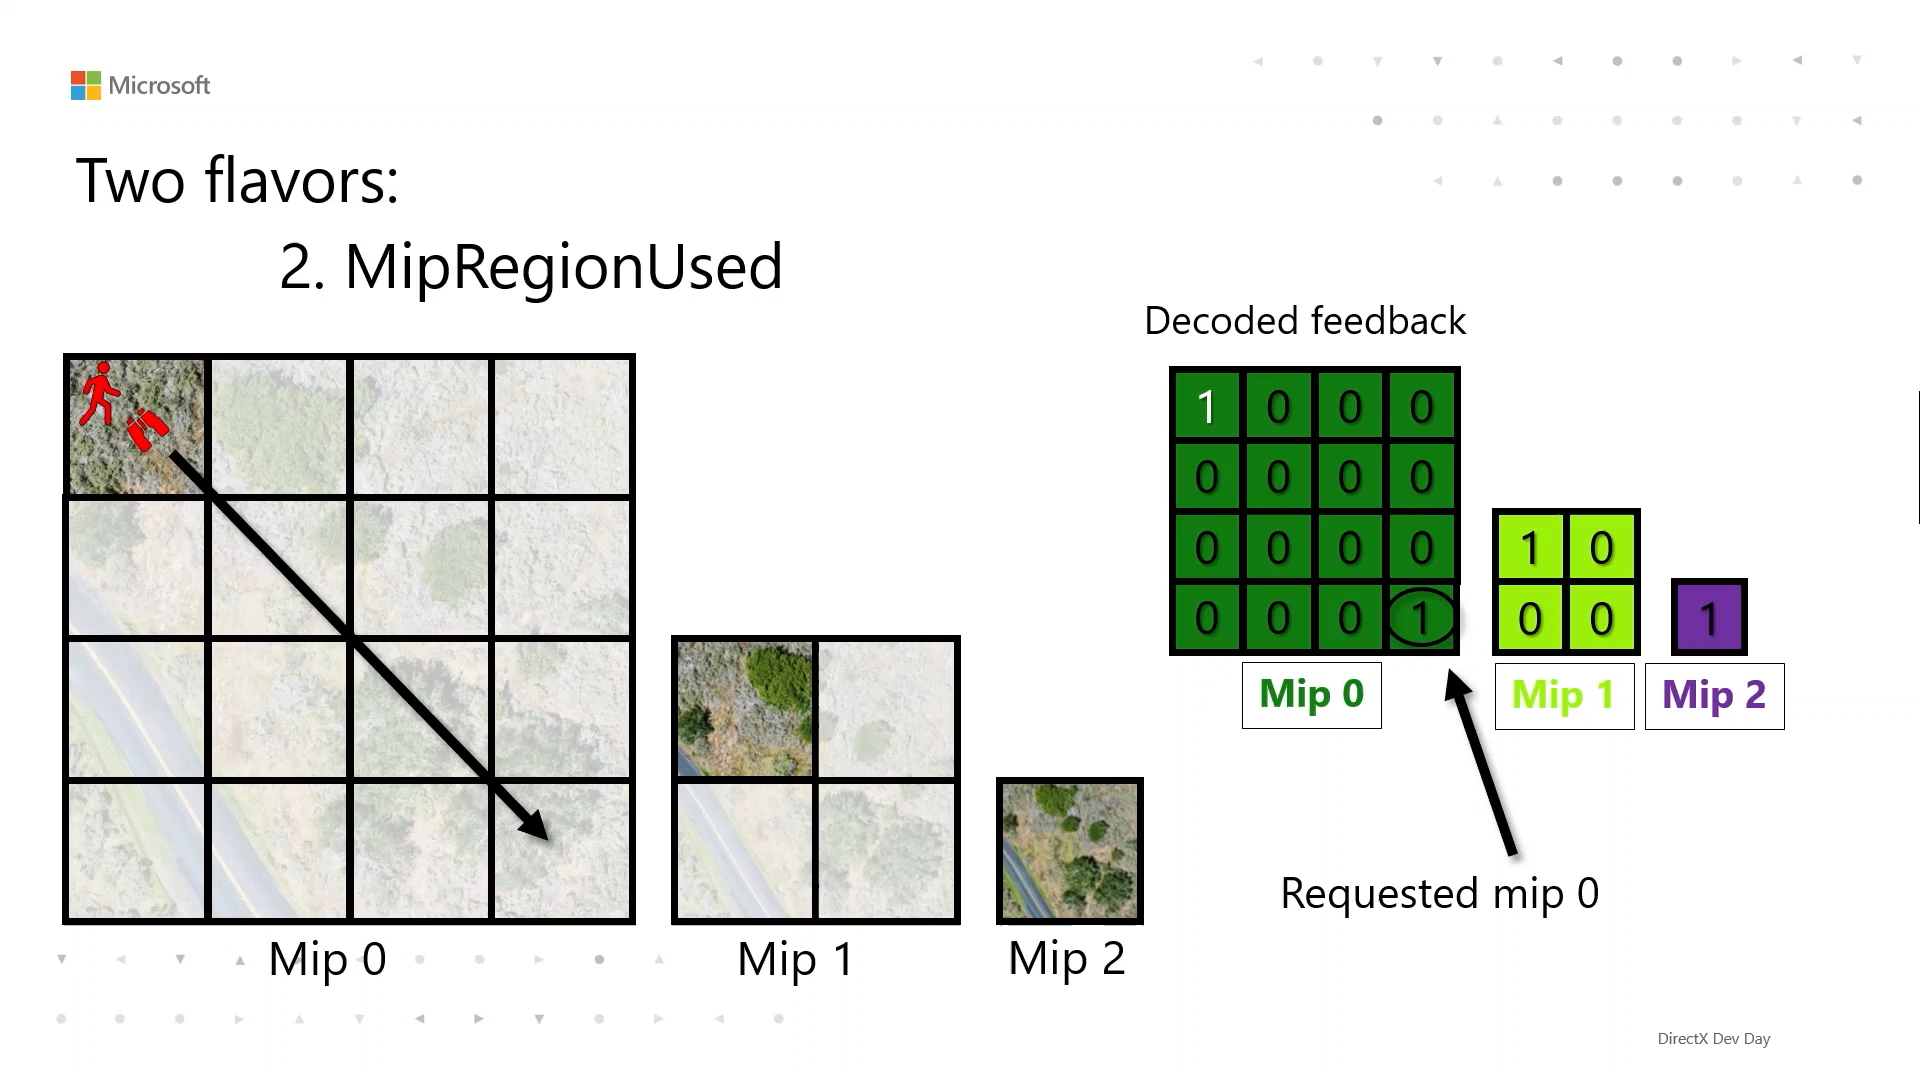 Microsoft
Two flavors:
2. MipRegionUsed
Decoded feedback
1 0 0 0
0 0 0 0
0 0 0 0
0 0 0 1
1 0
0 0
1
Mip 0
Mip 1
Mip 2
Requested mip 0
Mip 0
Mip 1
Mip 2
DirectX Dev Day